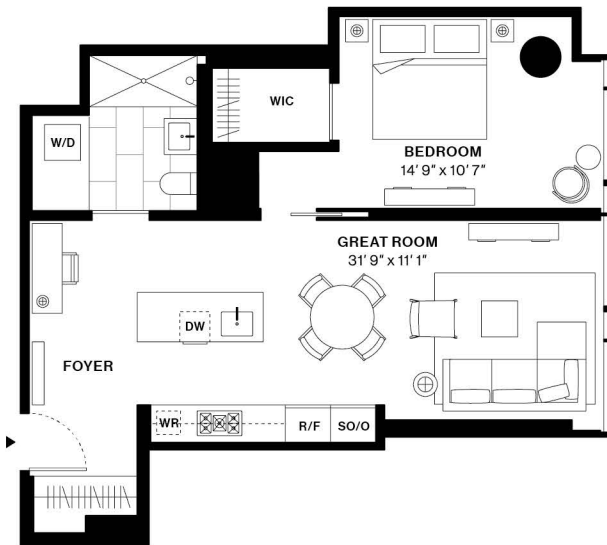 WIC
W/D
BEDROOM
14' 9" x 10' 7"
GREAT ROOM
31' 9" x 11' 1"
DW
FOYER
WR
R/F
SO/O